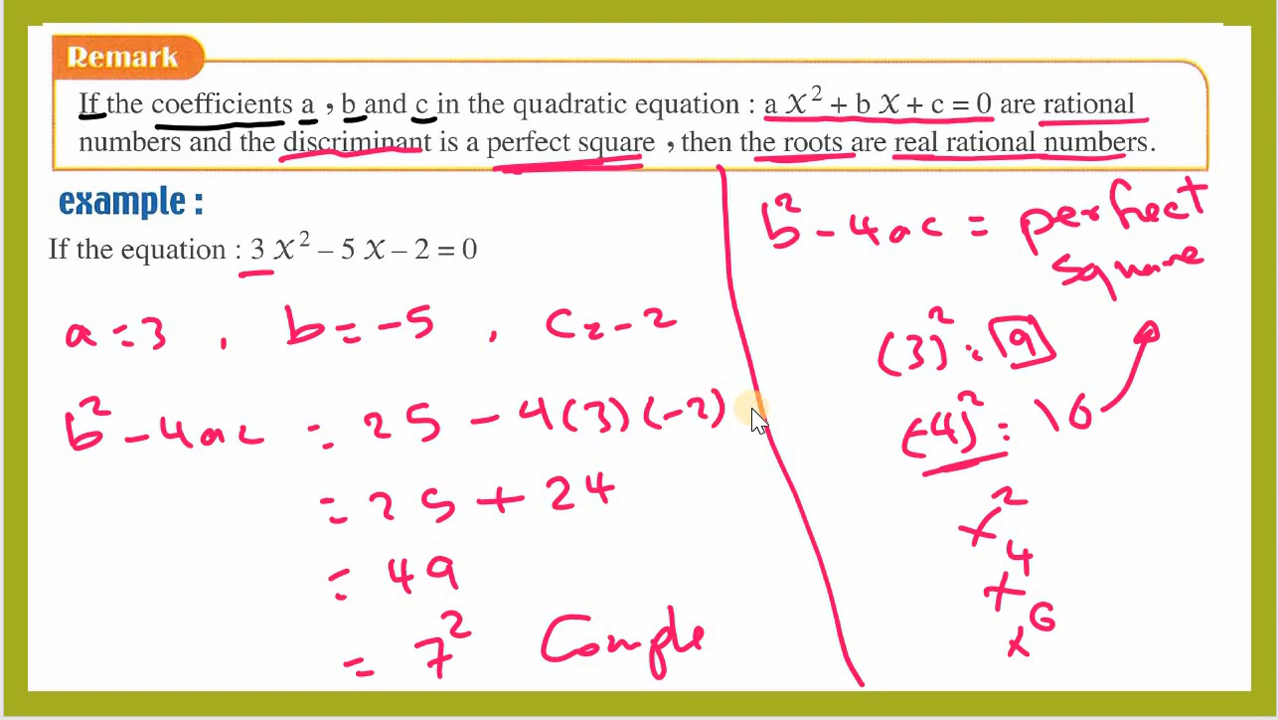 Remark
If the coefficients a , b and c in the quadratic equation : a x² + b x + c = 0 are rational
numbers and the discriminant is a perfect square , then the roots are real rational numbers.
example :
If the equation : 3 x² – 5 x – 2 = 0
a = 3 , b = -5 , c = -2
b² - 4ac = 25 - 4(3)(-2)
= 25 + 24
= 49
= 7² Comple
b² - 4ac = perfect
square
(3)² = 9
(-4)² = 16
x²
x⁴
x⁶